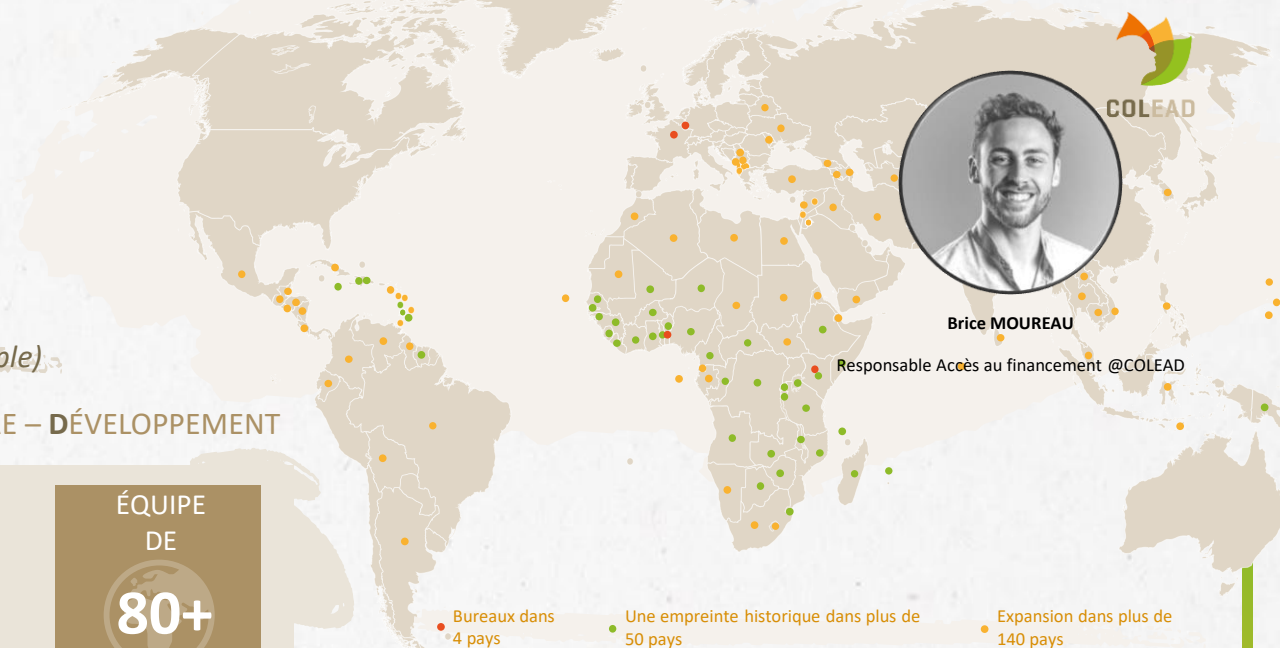 COLEAD
Brice MOUREAU
Responsable Accès au financement @COLEAD
– DÉVELOPPEMENT
ÉQUIPE
DE
80+
Bureaux dans
4 pays
Une empreinte historique dans plus de
50 pays
Expansion dans plus de
140 pays